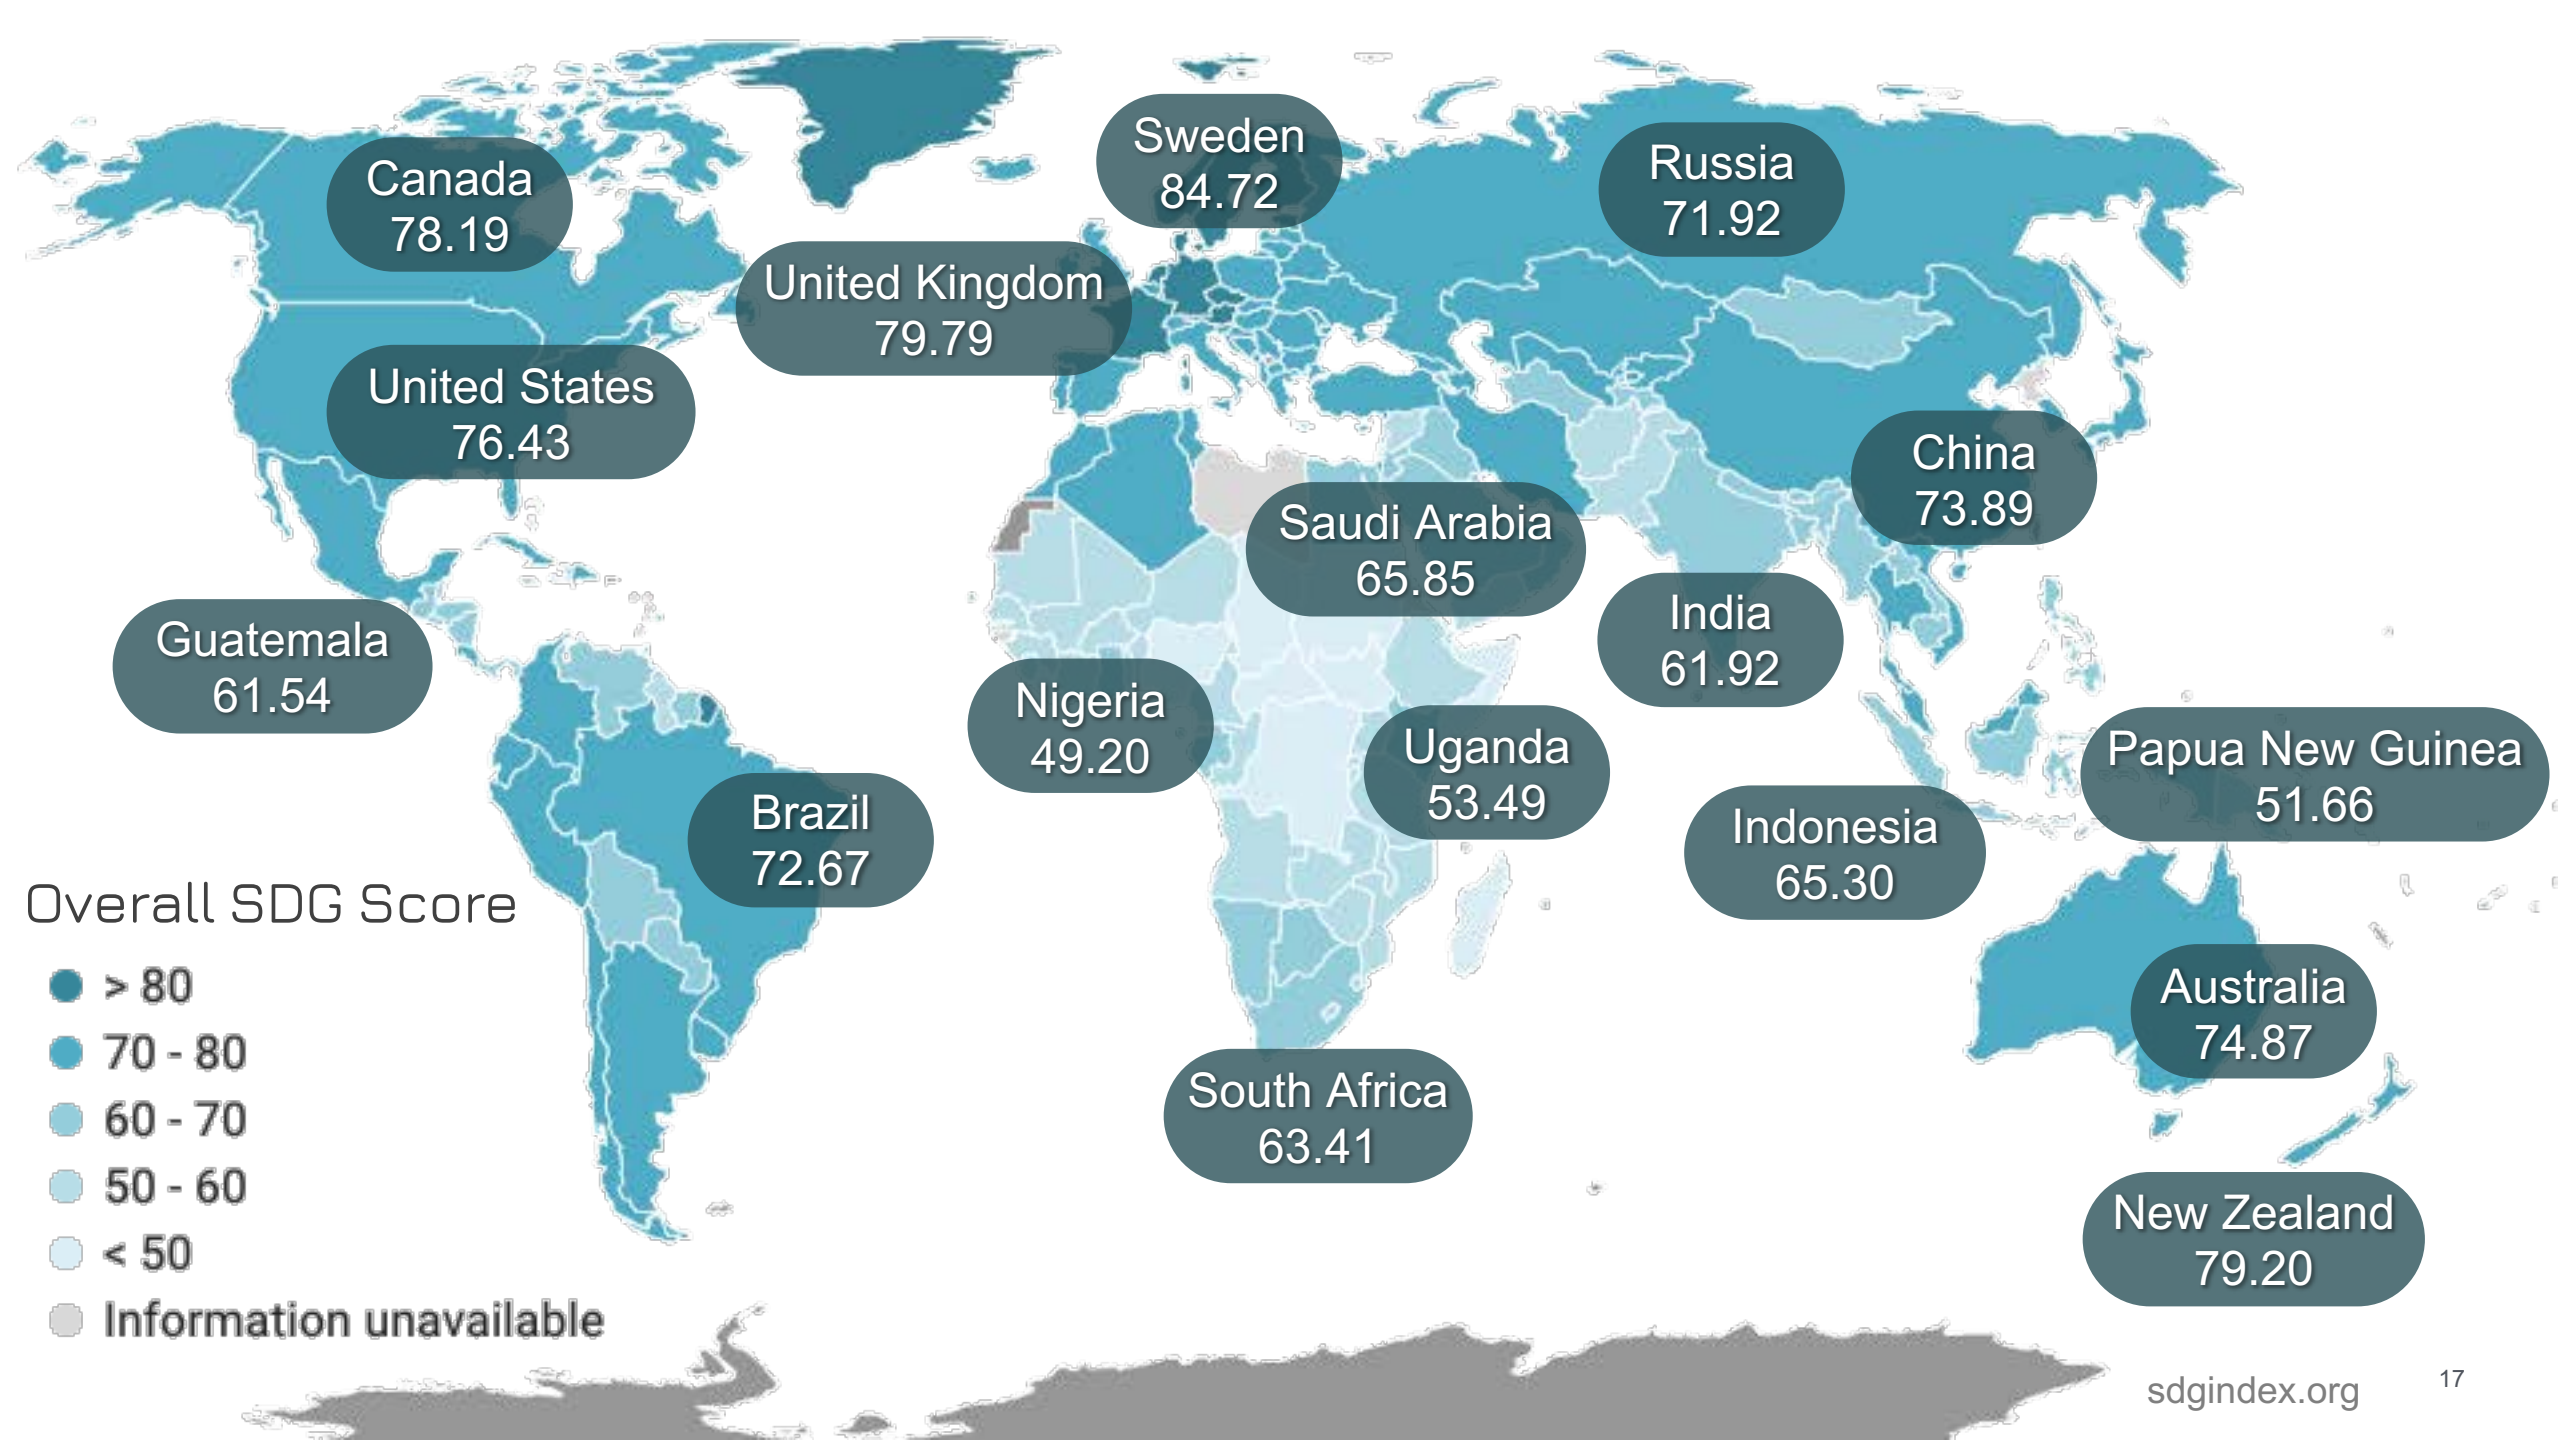 Sweden
84.72
Russia
71.92
Canada
78.19
United Kingdom
79.79
United States
76.43
China
73.89
Saudi Arabia
65.85
India
61.92
Guatemala
61.54
Nigeria
49.20
Uganda
53.49
Papua New Guinea
51.66
Brazil
72.67
Indonesia
65.30
Australia
74.87
South Africa
63.41
New Zealand
79.20
Overall SDG Score
> 80
70 - 80
60 - 70
50 - 60
< 50
Information unavailable
sdgindex.org
17